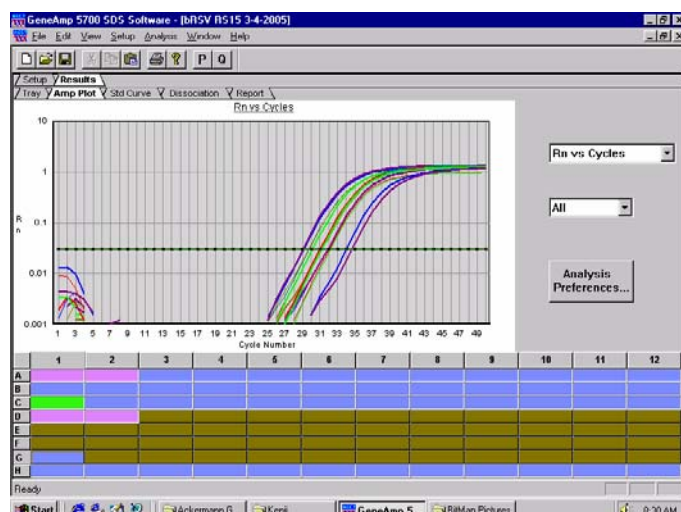 GeneAmp 5700 SDS Software - [bRSV RS15 3-4-2005]
File Edit View Setup Analysis Window Help
P Q
Setup Results
Tray Amp Plot Std Curve Dissociation Report
Rn vs Cycles
10
1
0.1
0.01
0.001
Rn
1 3 5 7 9 11 13 15 17 19 21 23 25 27 29 31 33 35 37 39 41 43 45 47 49
Cycle Number
Rn vs Cycles
All
Analysis
Preferences...
1 2 3 4 5 6 7 8 9 10 11 12
A
B
C
D
E
F
G
H
Ready
Start Ackermann G Kenji GeneAmp 5 BitMap Pictures 9:30 AM